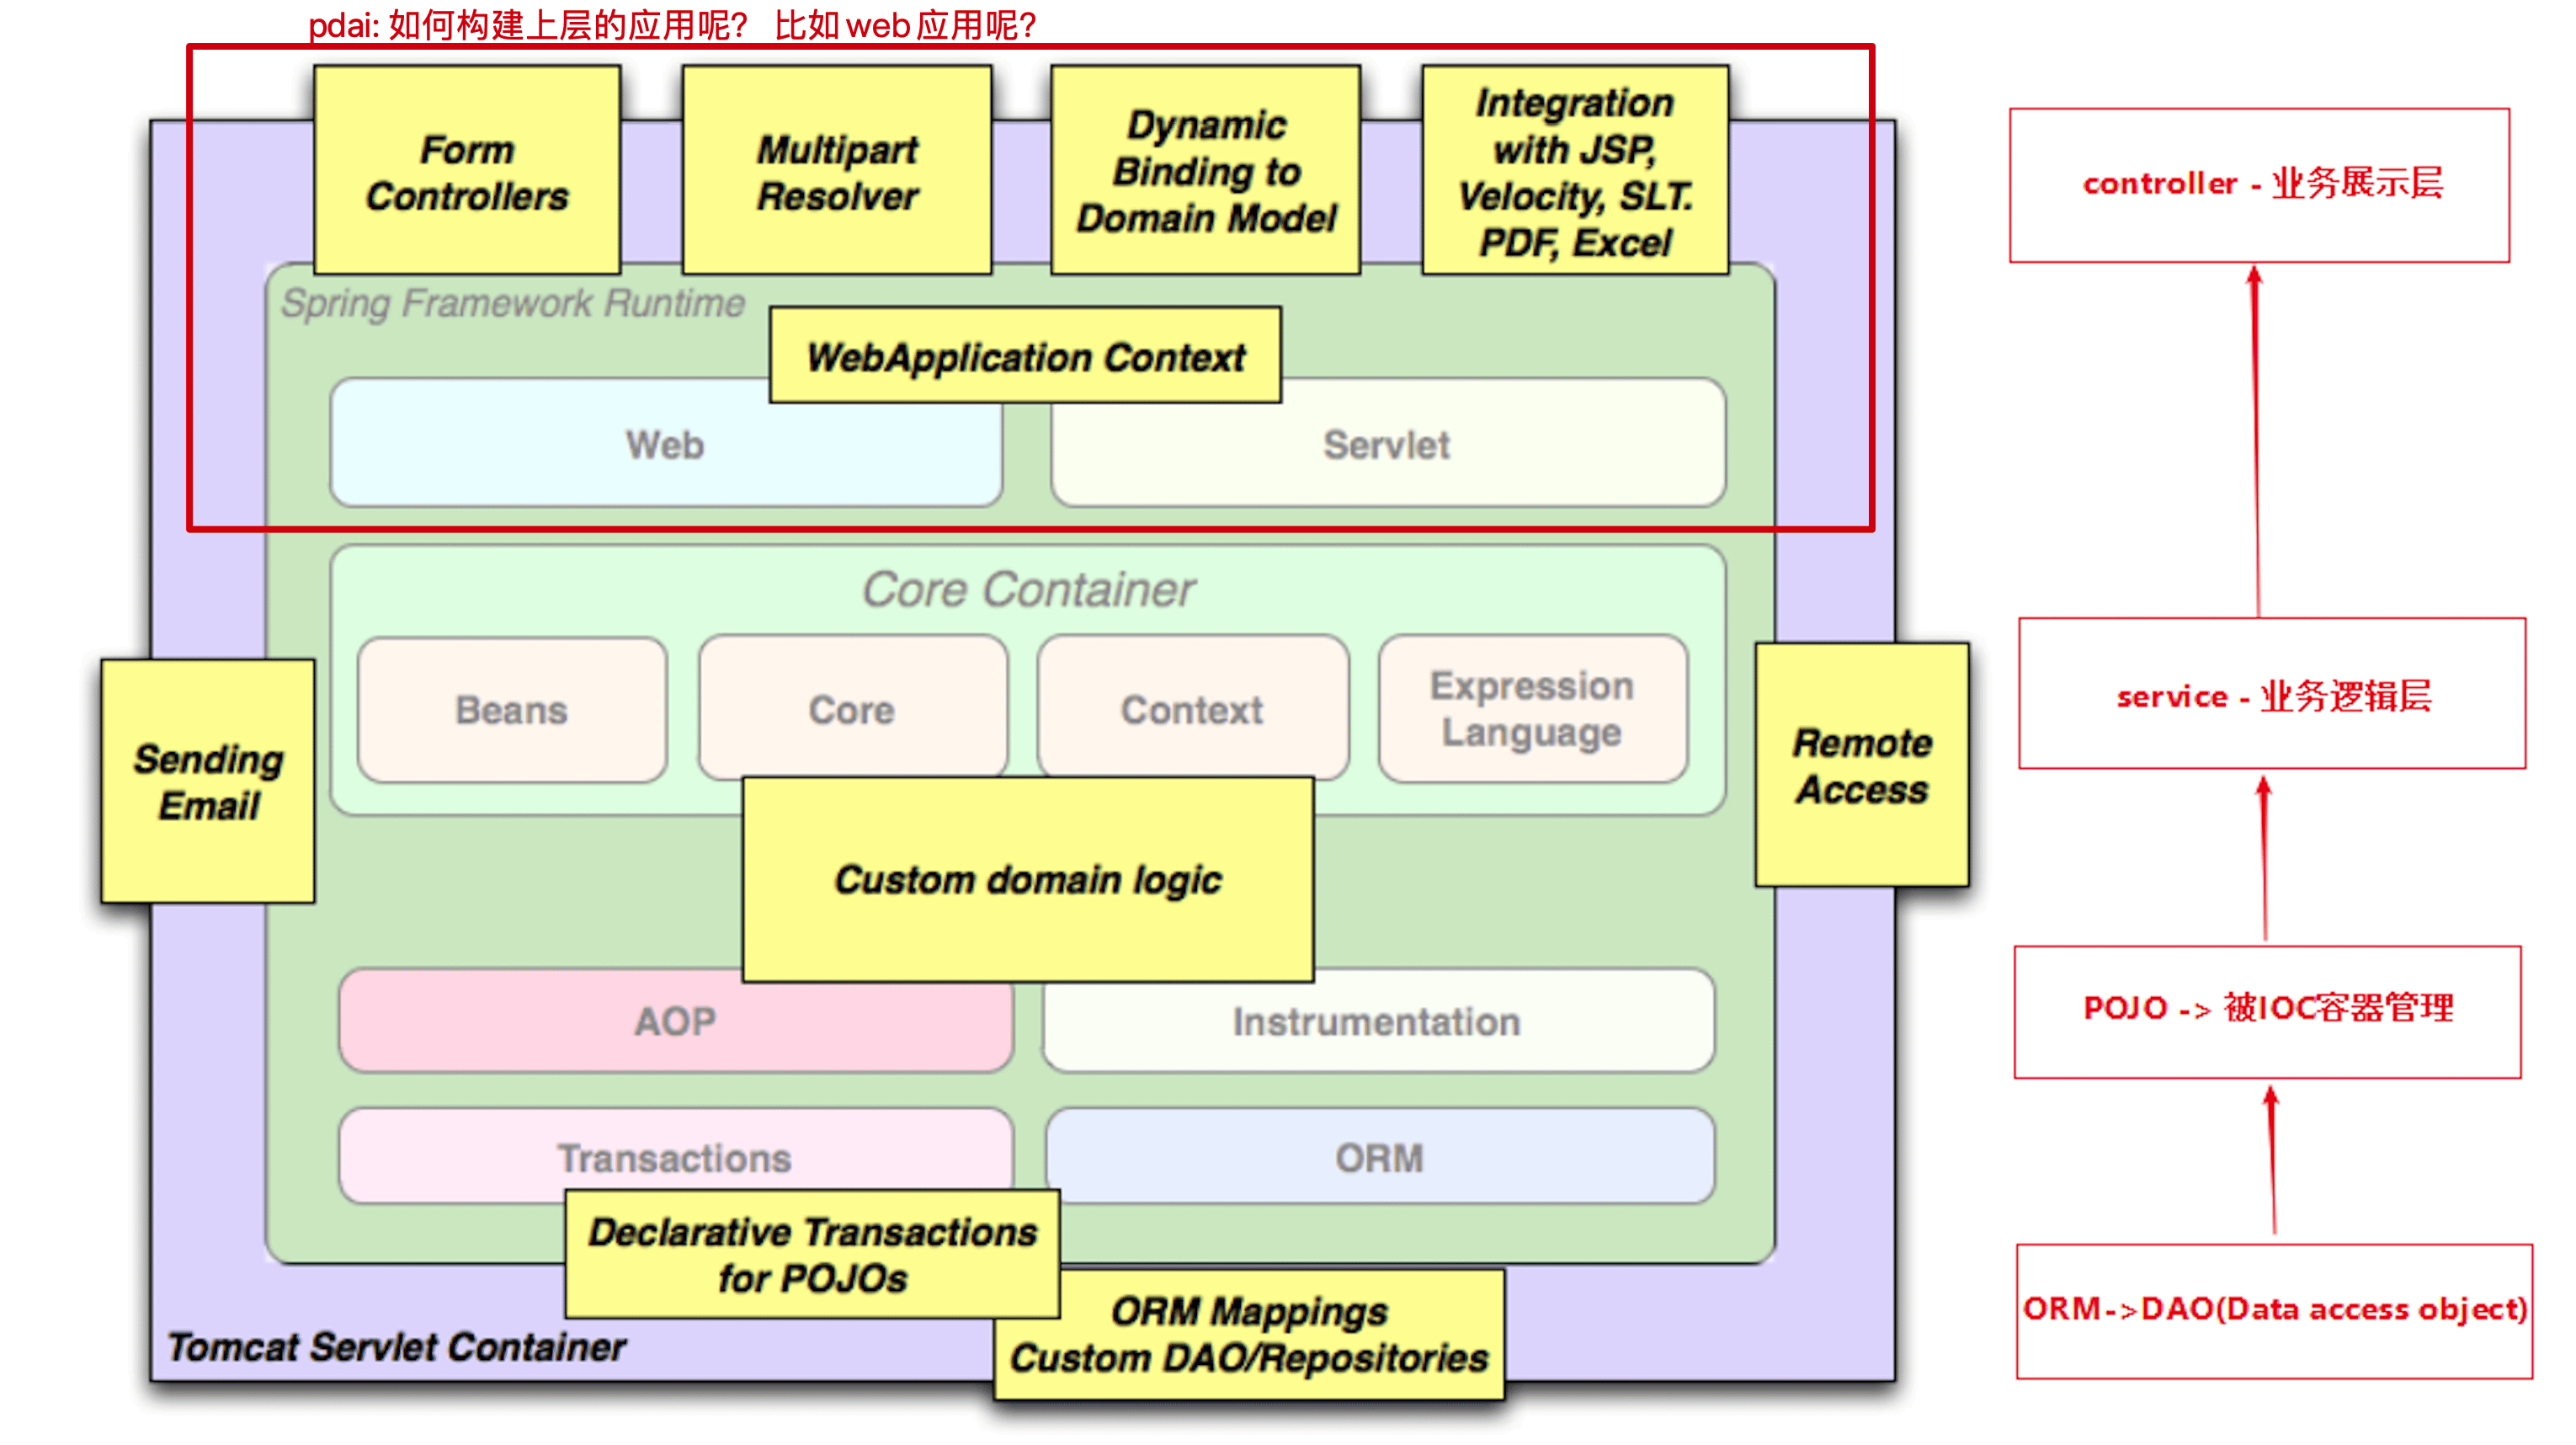 pdai: 如何构建上层的应用呢？ 比如web应用呢？
Form
Controllers
Multipart
Resolver
Dynamic
Binding to
Domain Model
Integration
with JSP,
Velocity, SLT.
PDF, Excel
Spring Framework Runtime
WebApplication Context
Web
Servlet
Core Container
Beans
Core
Context
Expression
Language
Sending
Email
Remote
Access
Custom domain logic
AOP
Instrumentation
Transactions
ORM
Declarative Transactions
for POJOs
ORM Mappings
Custom DAO/Repositories
Tomcat Servlet Container
controller - 业务展示层
service - 业务逻辑层
POJO -> 被IOC容器管理
ORM->DAO(Data access object)